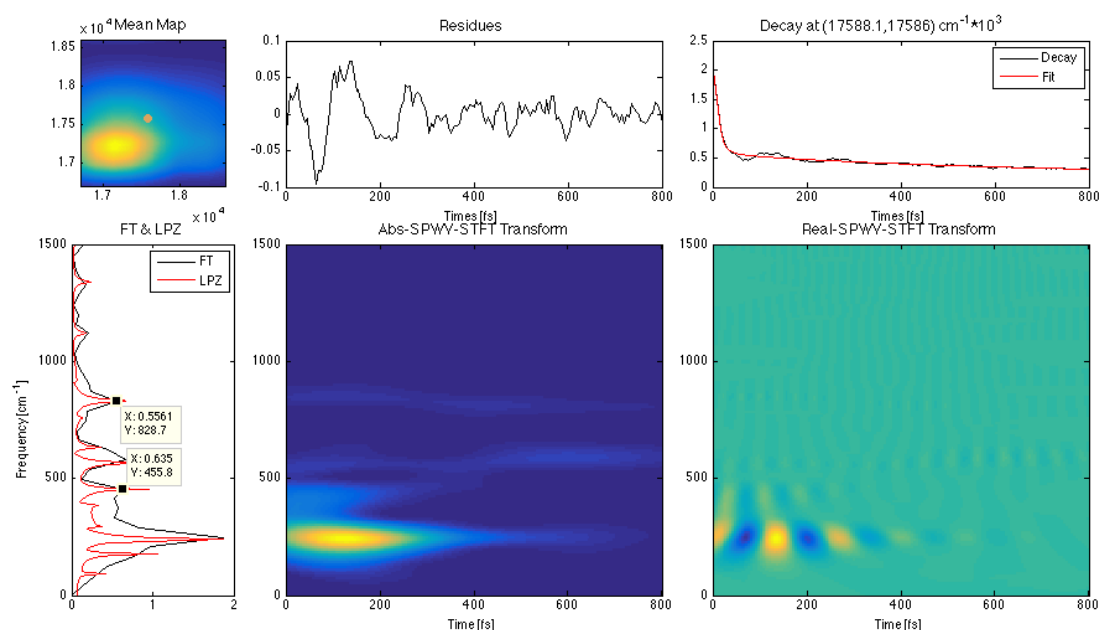 × 10^4 Mean Map
1.8
1.75
1.7
1.7 1.8
× 10^4
Residues
0.1
0.05
0
-0.05
-0.1
0 200 400 600 800
Times [fs]
Decay at (17588.1,17586) cm^-1*10^3
2.5
2
1.5
1
0.5
0
0 200 400 600 800
Times [fs]
Decay
Fit
FT & LPZ
FT
LPZ
1500
1000
500
0
Frequency [cm^-1]
X: 0.5561
Y: 828.7
X: 0.635
Y: 455.8
0 1 2
Abs-SPWV-STFT Transform
1500
1000
500
0
0 200 400 600 800
Time [fs]
Real-SPWV-STFT Transform
1500
1000
500
0
0 200 400 600 800
Time [fs]